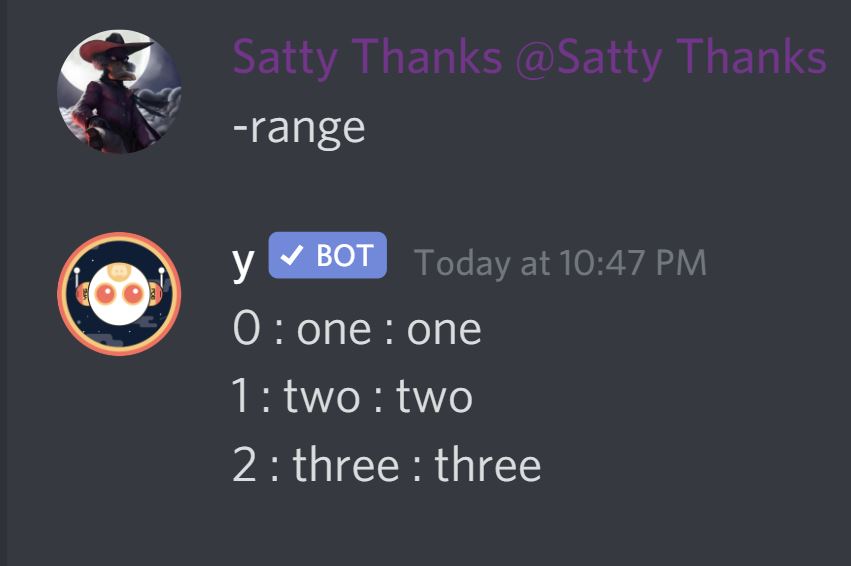 Satty Thanks @Satty Thanks
-range
y ✓ BOT Today at 10:47 PM
0 : one : one
1 : two : two
2 : three : three